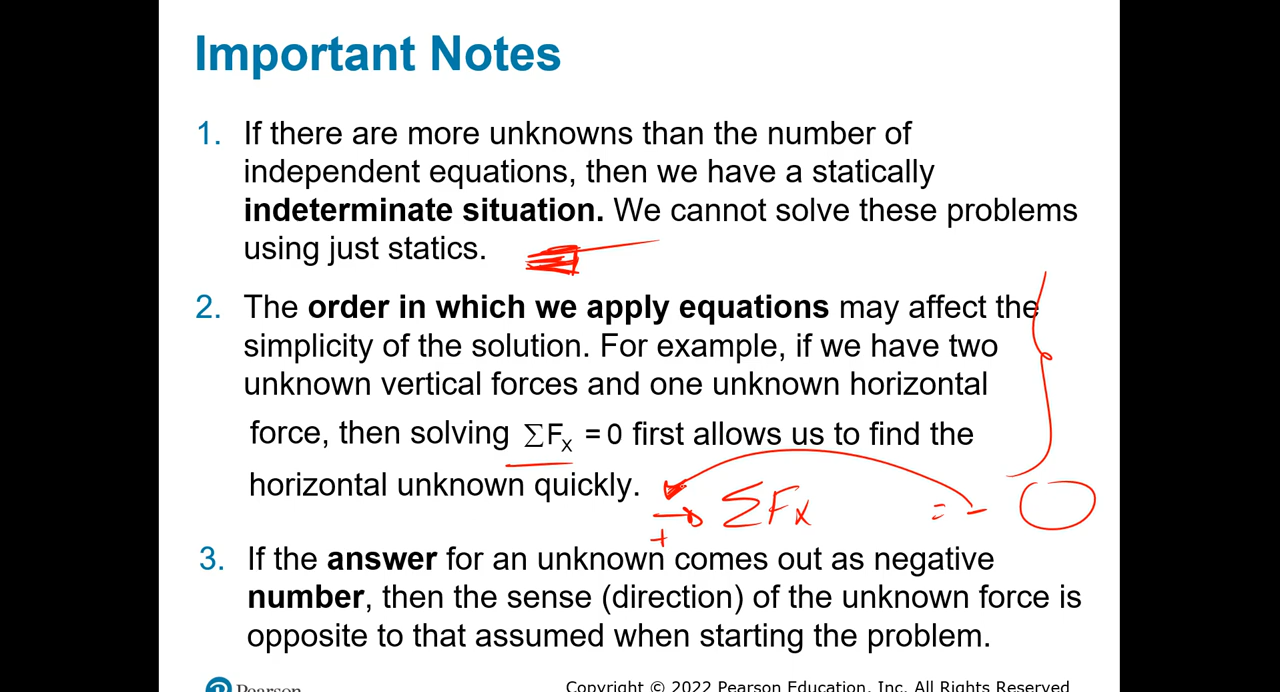 Important Notes
1. If there are more unknowns than the number of
independent equations, then we have a statically
indeterminate situation. We cannot solve these problems
using just statics.
2. The order in which we apply equations may affect the
simplicity of the solution. For example, if we have two
unknown vertical forces and one unknown horizontal
force, then solving ∑Fₓ = 0 first allows us to find the
horizontal unknown quickly.
→ ∑Fx = -
+
3. If the answer for an unknown comes out as negative
number, then the sense (direction) of the unknown force is
opposite to that assumed when starting the problem.
Pearson
Copyright © 2022 Pearson Education, Inc. All Rights Reserved